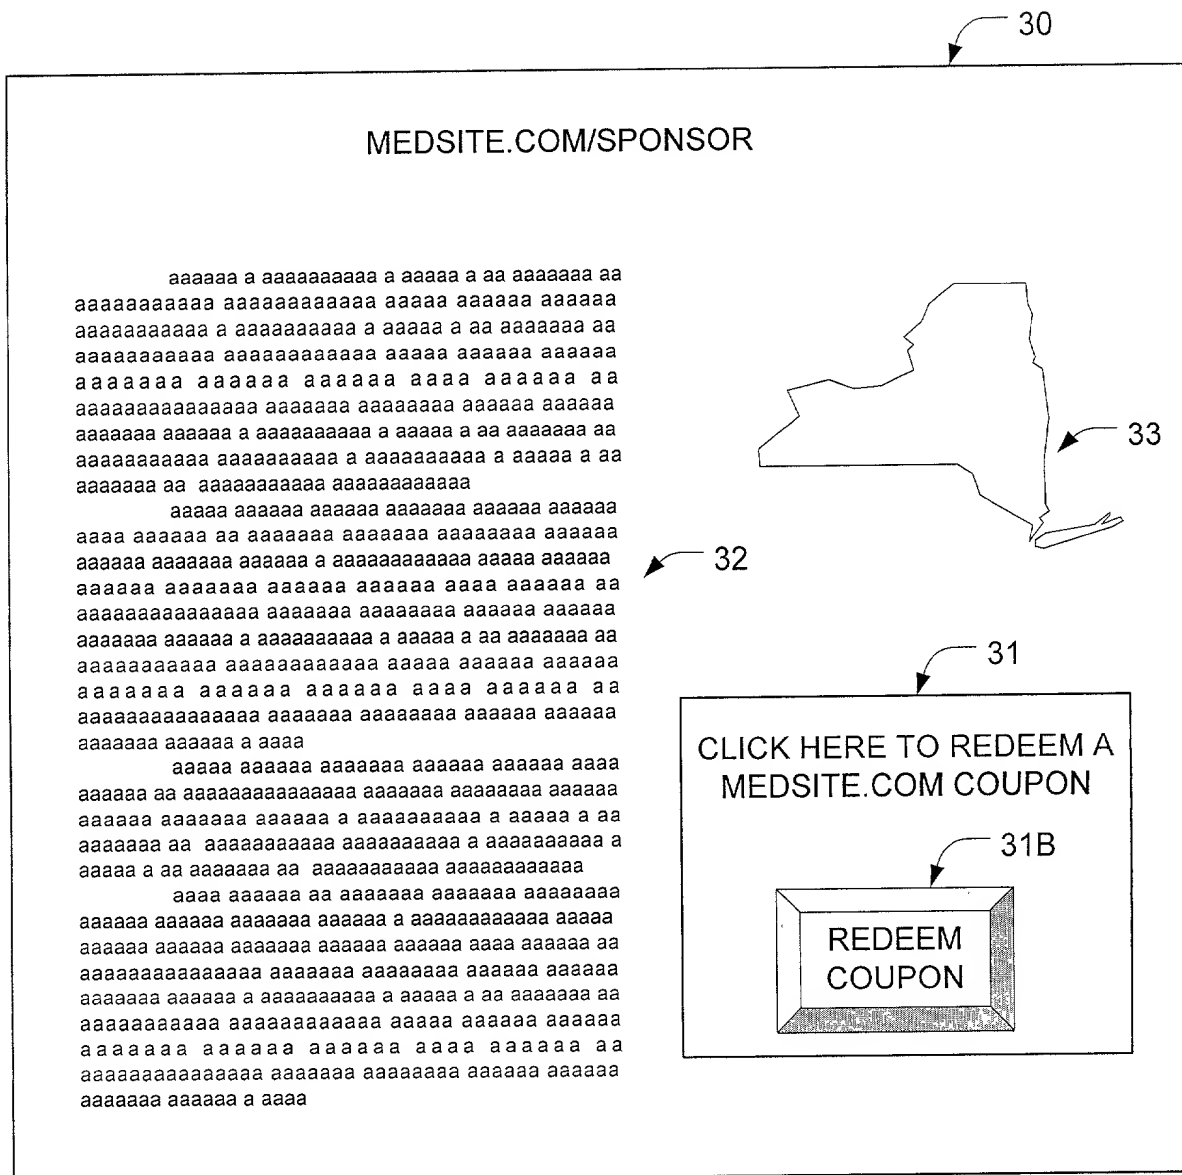 30
MEDSITE.COM/SPONSOR
aaaaaa a aaaaaaaaaa a aaaaa a aa aaaaaaa aa
aaaaaaaaaaa aaaaaaaaaaaa aaaaa aaaaaa aaaaaa
aaaaaaaaaaa a aaaaaaaaaa a aaaaa a aa aaaaaaa aa
aaaaaaaaaaa aaaaaaaaaaaa aaaaa aaaaaa aaaaaa
aaaaaaa aaaaaa aaaaaa aaaa aaaaaa aa
aaaaaaaaaaaaaaa aaaaaaa aaaaaaaa aaaaaa aaaaaa
aaaaaaa aaaaaa a aaaaaaaaaa a aaaaa a aa aaaaaaa aa
aaaaaaaaaaa aaaaaaaaaa a aaaaaaaaaa a aaaaa a aa
aaaaaaa aa aaaaaaaaaaa aaaaaaaaaaaa
aaaaa aaaaaa aaaaaa aaaaaaa aaaaaa aaaaaa
aaaa aaaaaa aa aaaaaaa aaaaaaa aaaaaaaa aaaaaa
aaaaaa aaaaaaa aaaaaa a aaaaaaaaaaaa aaaaa aaaaaa
aaaaaa aaaaaaa aaaaaa aaaaaa aaaa aaaaaa aa
aaaaaaaaaaaaaaa aaaaaaa aaaaaaaa aaaaaa aaaaaa
aaaaaaa aaaaaa a aaaaaaaaaa a aaaaa a aa aaaaaaa aa
aaaaaaaaaaa aaaaaaaaaaaa aaaaa aaaaaa aaaaaa
aaaaaaa aaaaaa aaaaaa aaaa aaaaaa aa
aaaaaaaaaaaaaaa aaaaaaa aaaaaaaa aaaaaa aaaaaa
aaaaaaa aaaaaa a aaaa
aaaaa aaaaaa aaaaaaa aaaaaa aaaaaa aaaa
aaaaaa aa aaaaaaaaaaaaaaa aaaaaaa aaaaaaaa aaaaaa
aaaaaa aaaaaaa aaaaaa a aaaaaaaaaa a aaaaa a aa
aaaaaaa aa aaaaaaaaaaa aaaaaaaaaa a aaaaaaaaaa a
aaaaa a aa aaaaaaa aa aaaaaaaaaaa aaaaaaaaaaaa
aaaa aaaaaa aa aaaaaaa aaaaaaa aaaaaaaa
aaaaaa aaaaaa aaaaaaa aaaaaa a aaaaaaaaaaaa aaaaa
aaaaaa aaaaaa aaaaaaa aaaaaa aaaaaa aaaa aaaaaa aa
aaaaaaaaaaaaaaa aaaaaaa aaaaaaaa aaaaaa aaaaaa
aaaaaaa aaaaaa a aaaaaaaaaa a aaaaa a aa aaaaaaa aa
aaaaaaaaaaa aaaaaaaaaaaa aaaaa aaaaaa aaaaaa
aaaaaaa aaaaaa aaaaaa aaaa aaaaaa aa
aaaaaaaaaaaaaaa aaaaaaa aaaaaaaa aaaaaa aaaaaa
aaaaaaa aaaaaa a aaaa
32
33
31
CLICK HERE TO REDEEM A
MEDSITE.COM COUPON
31B
REDEEM
COUPON